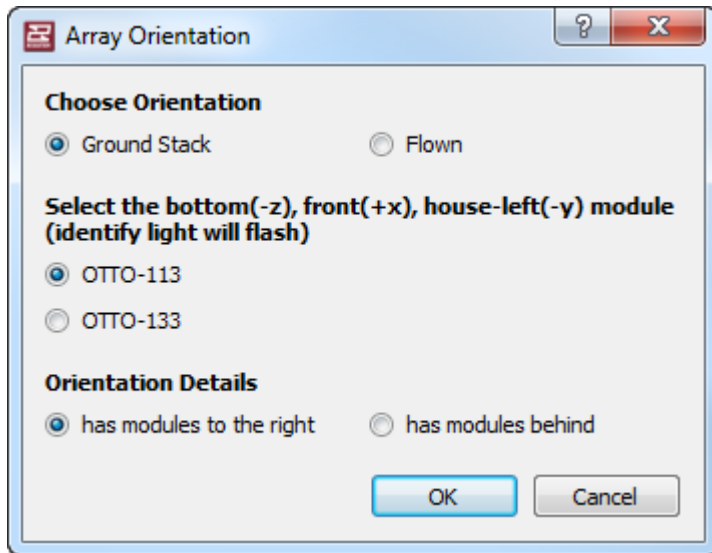 Array Orientation
Choose Orientation
Ground Stack Flown
Select the bottom(-z), front(+x), house-left(-y) module
(identify light will flash)
OTTO-113
OTTO-133
Orientation Details
has modules to the right has modules behind
OK Cancel